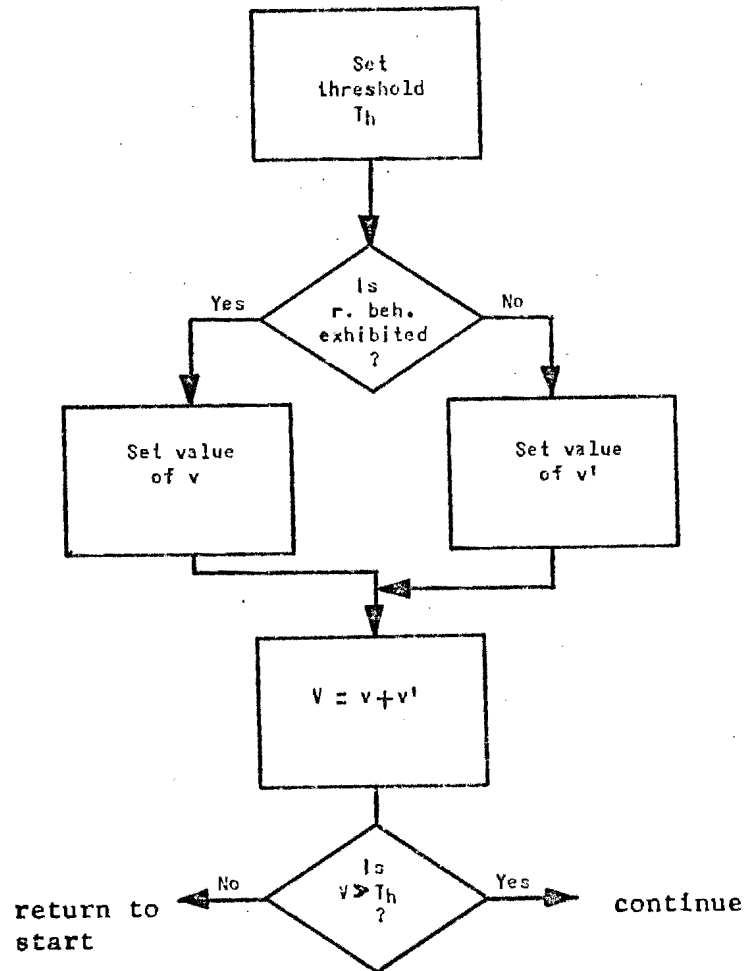 Set
threshold
Th
Is
r. beh.
exhibited
?
Yes
No
Set value
of v
Set value
of v'
V = v+v'
Is
V > Th
?
No
Yes
return to
start
continue